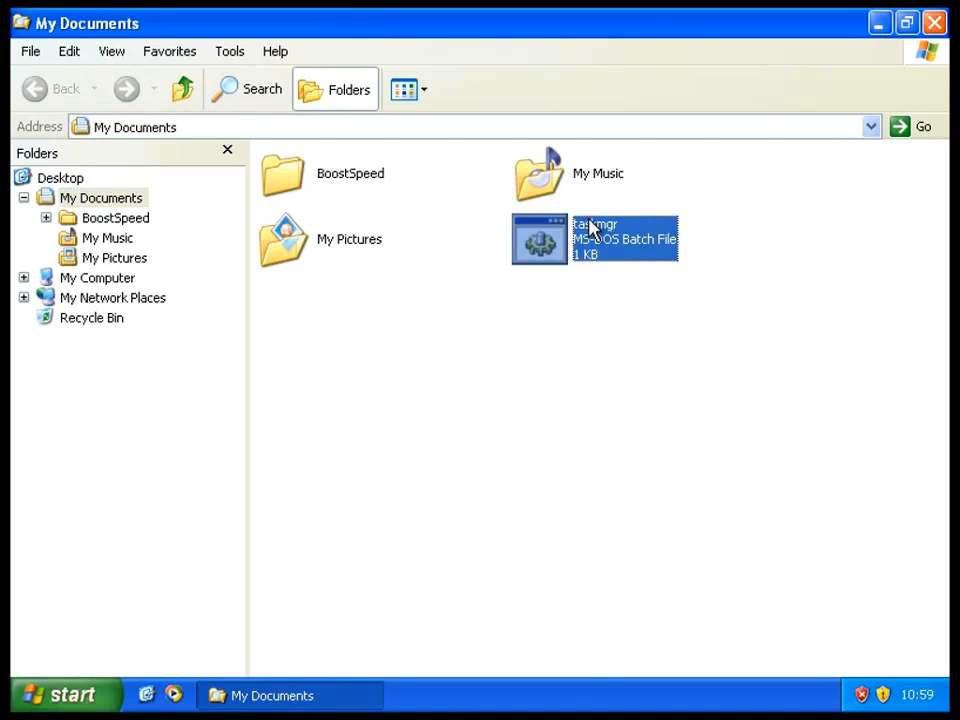 My Documents
File Edit View Favorites Tools Help
Back Search Folders
Address My Documents Go
Folders
Desktop
My Documents
BoostSpeed
My Music
My Pictures
My Computer
My Network Places
Recycle Bin
BoostSpeed My Music
My Pictures
taskmgr
MS-DOS Batch File
1 KB
start My Documents 10:59